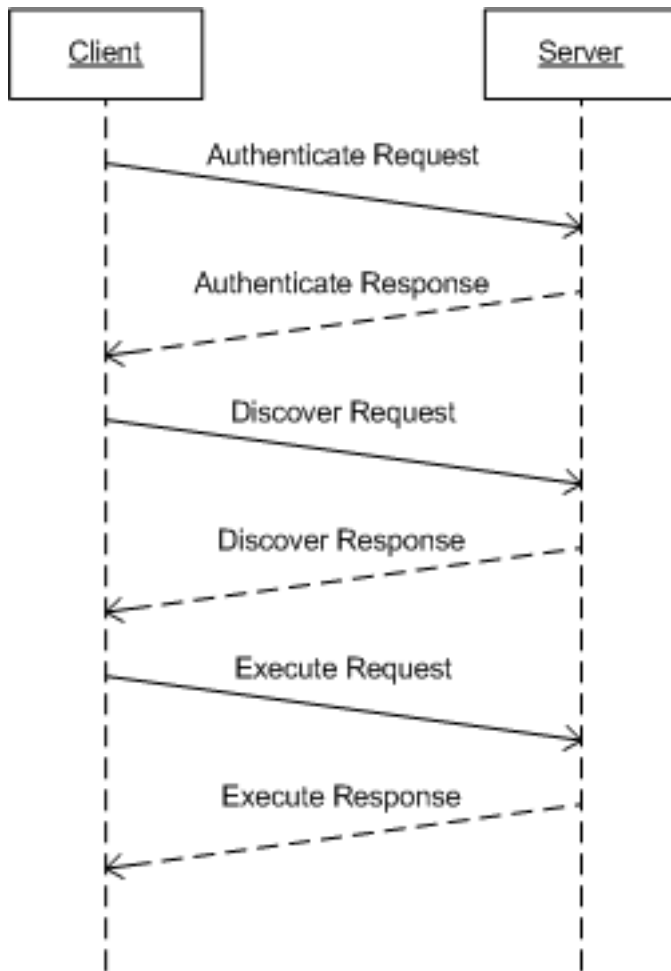 Client
Server
Authenticate Request
Authenticate Response
Discover Request
Discover Response
Execute Request
Execute Response